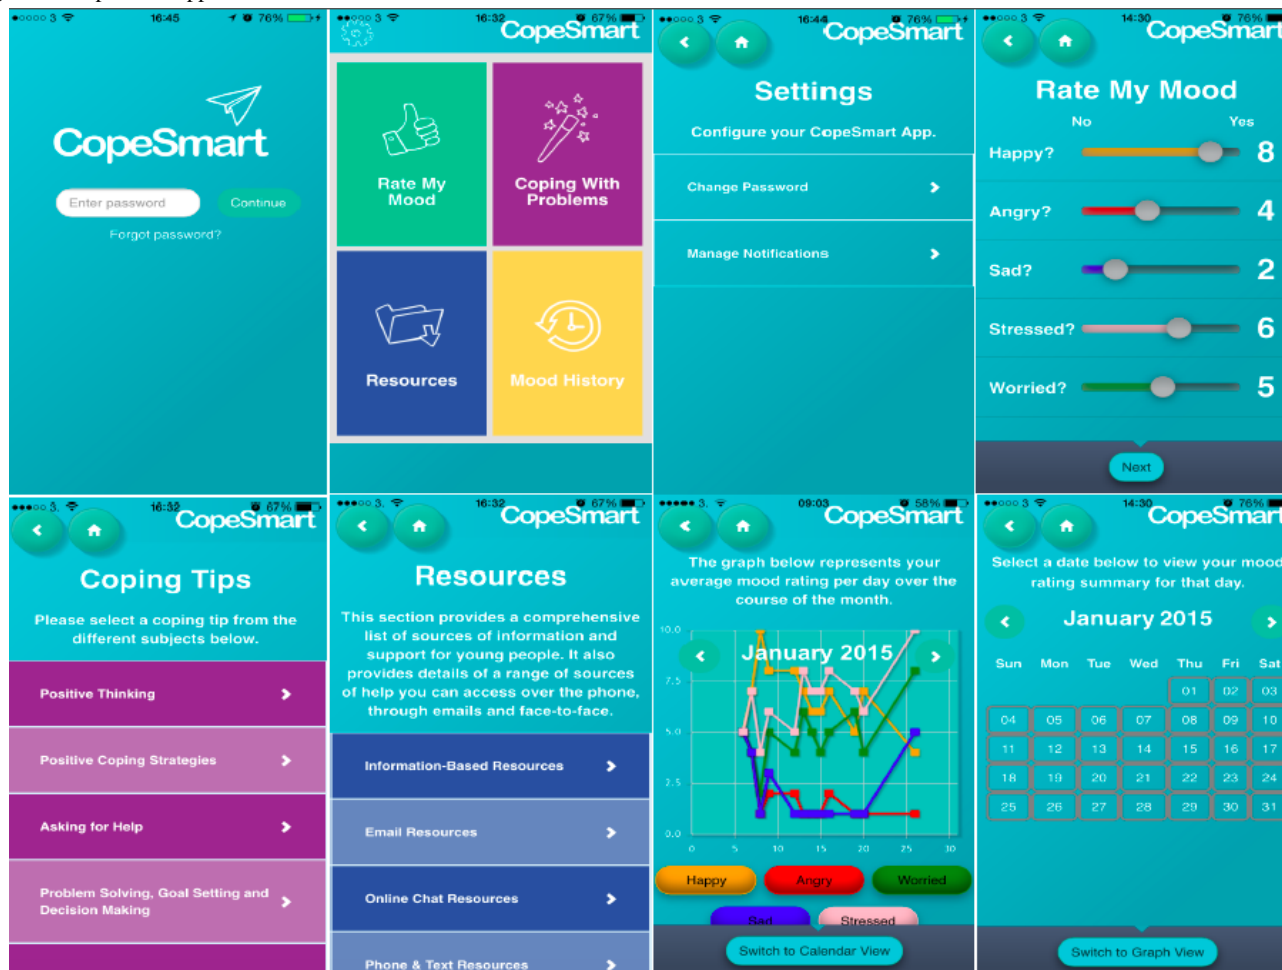 3 16:45 76%
CopeSmart
Enter password Continue
Forgot password?
3 16:32 67%
CopeSmart
Rate My
Mood
Coping With
Problems
Resources
Mood History
3 16:44 76%
CopeSmart
Settings
Configure your CopeSmart App.
Change Password
Manage Notifications
3 14:30 76%
CopeSmart
Rate My Mood
No Yes
Happy? 8
Angry? 4
Sad? 2
Stressed? 6
Worried? 5
Next
3. 16:32 67%
CopeSmart
Coping Tips
Please select a coping tip from the
different subjects below.
Positive Thinking
Positive Coping Strategies
Asking for Help
Problem Solving, Goal Setting and
Decision Making
3. 16:32 67%
CopeSmart
Resources
This section provides a comprehensive
list of sources of information and
support for young people. It also
provides details of a range of sources
of help you can access over the phone,
through emails and face-to-face.
Information-Based Resources
Email Resources
Online Chat Resources
Phone & Text Resources
3. 09:03 58%
CopeSmart
The graph below represents your
average mood rating per day over the
course of the month.
January 2015
10.0
7.5
5.0
2.5
0.0
0 5 10 15 20 25 30
Happy Angry Worried
Sad Stressed
Switch to Calendar View
3 14:30 76%
CopeSmart
Select a date below to view your mood
rating summary for that day.
January 2015
Sun Mon Tue Wed Thu Fri Sat
01 02 03
04 05 06 07 08 09 10
11 12 13 14 15 16 17
18 19 20 21 22 23 24
25 26 27 28 29 30 31
Switch to Graph View